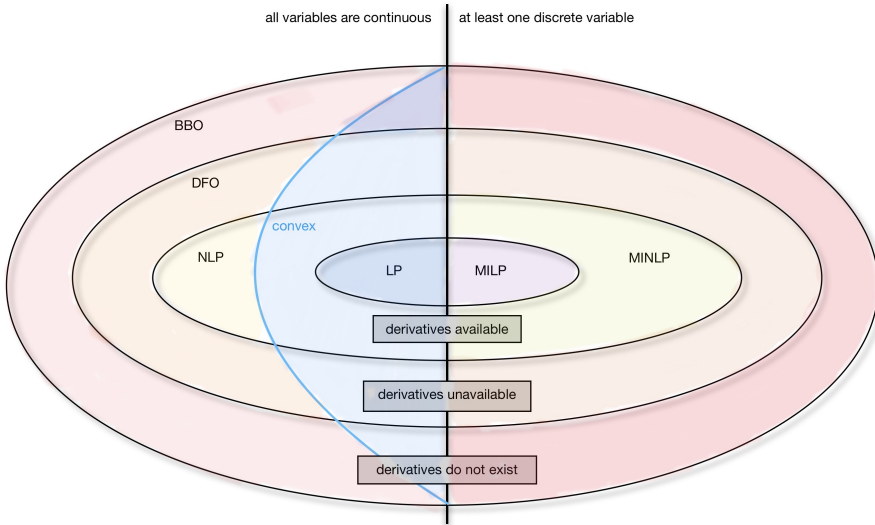 all variables are continuous
at least one discrete variable
BBO
DFO
convex
NLP
LP
MILP
MINLP
derivatives available
derivatives unavailable
derivatives do not exist